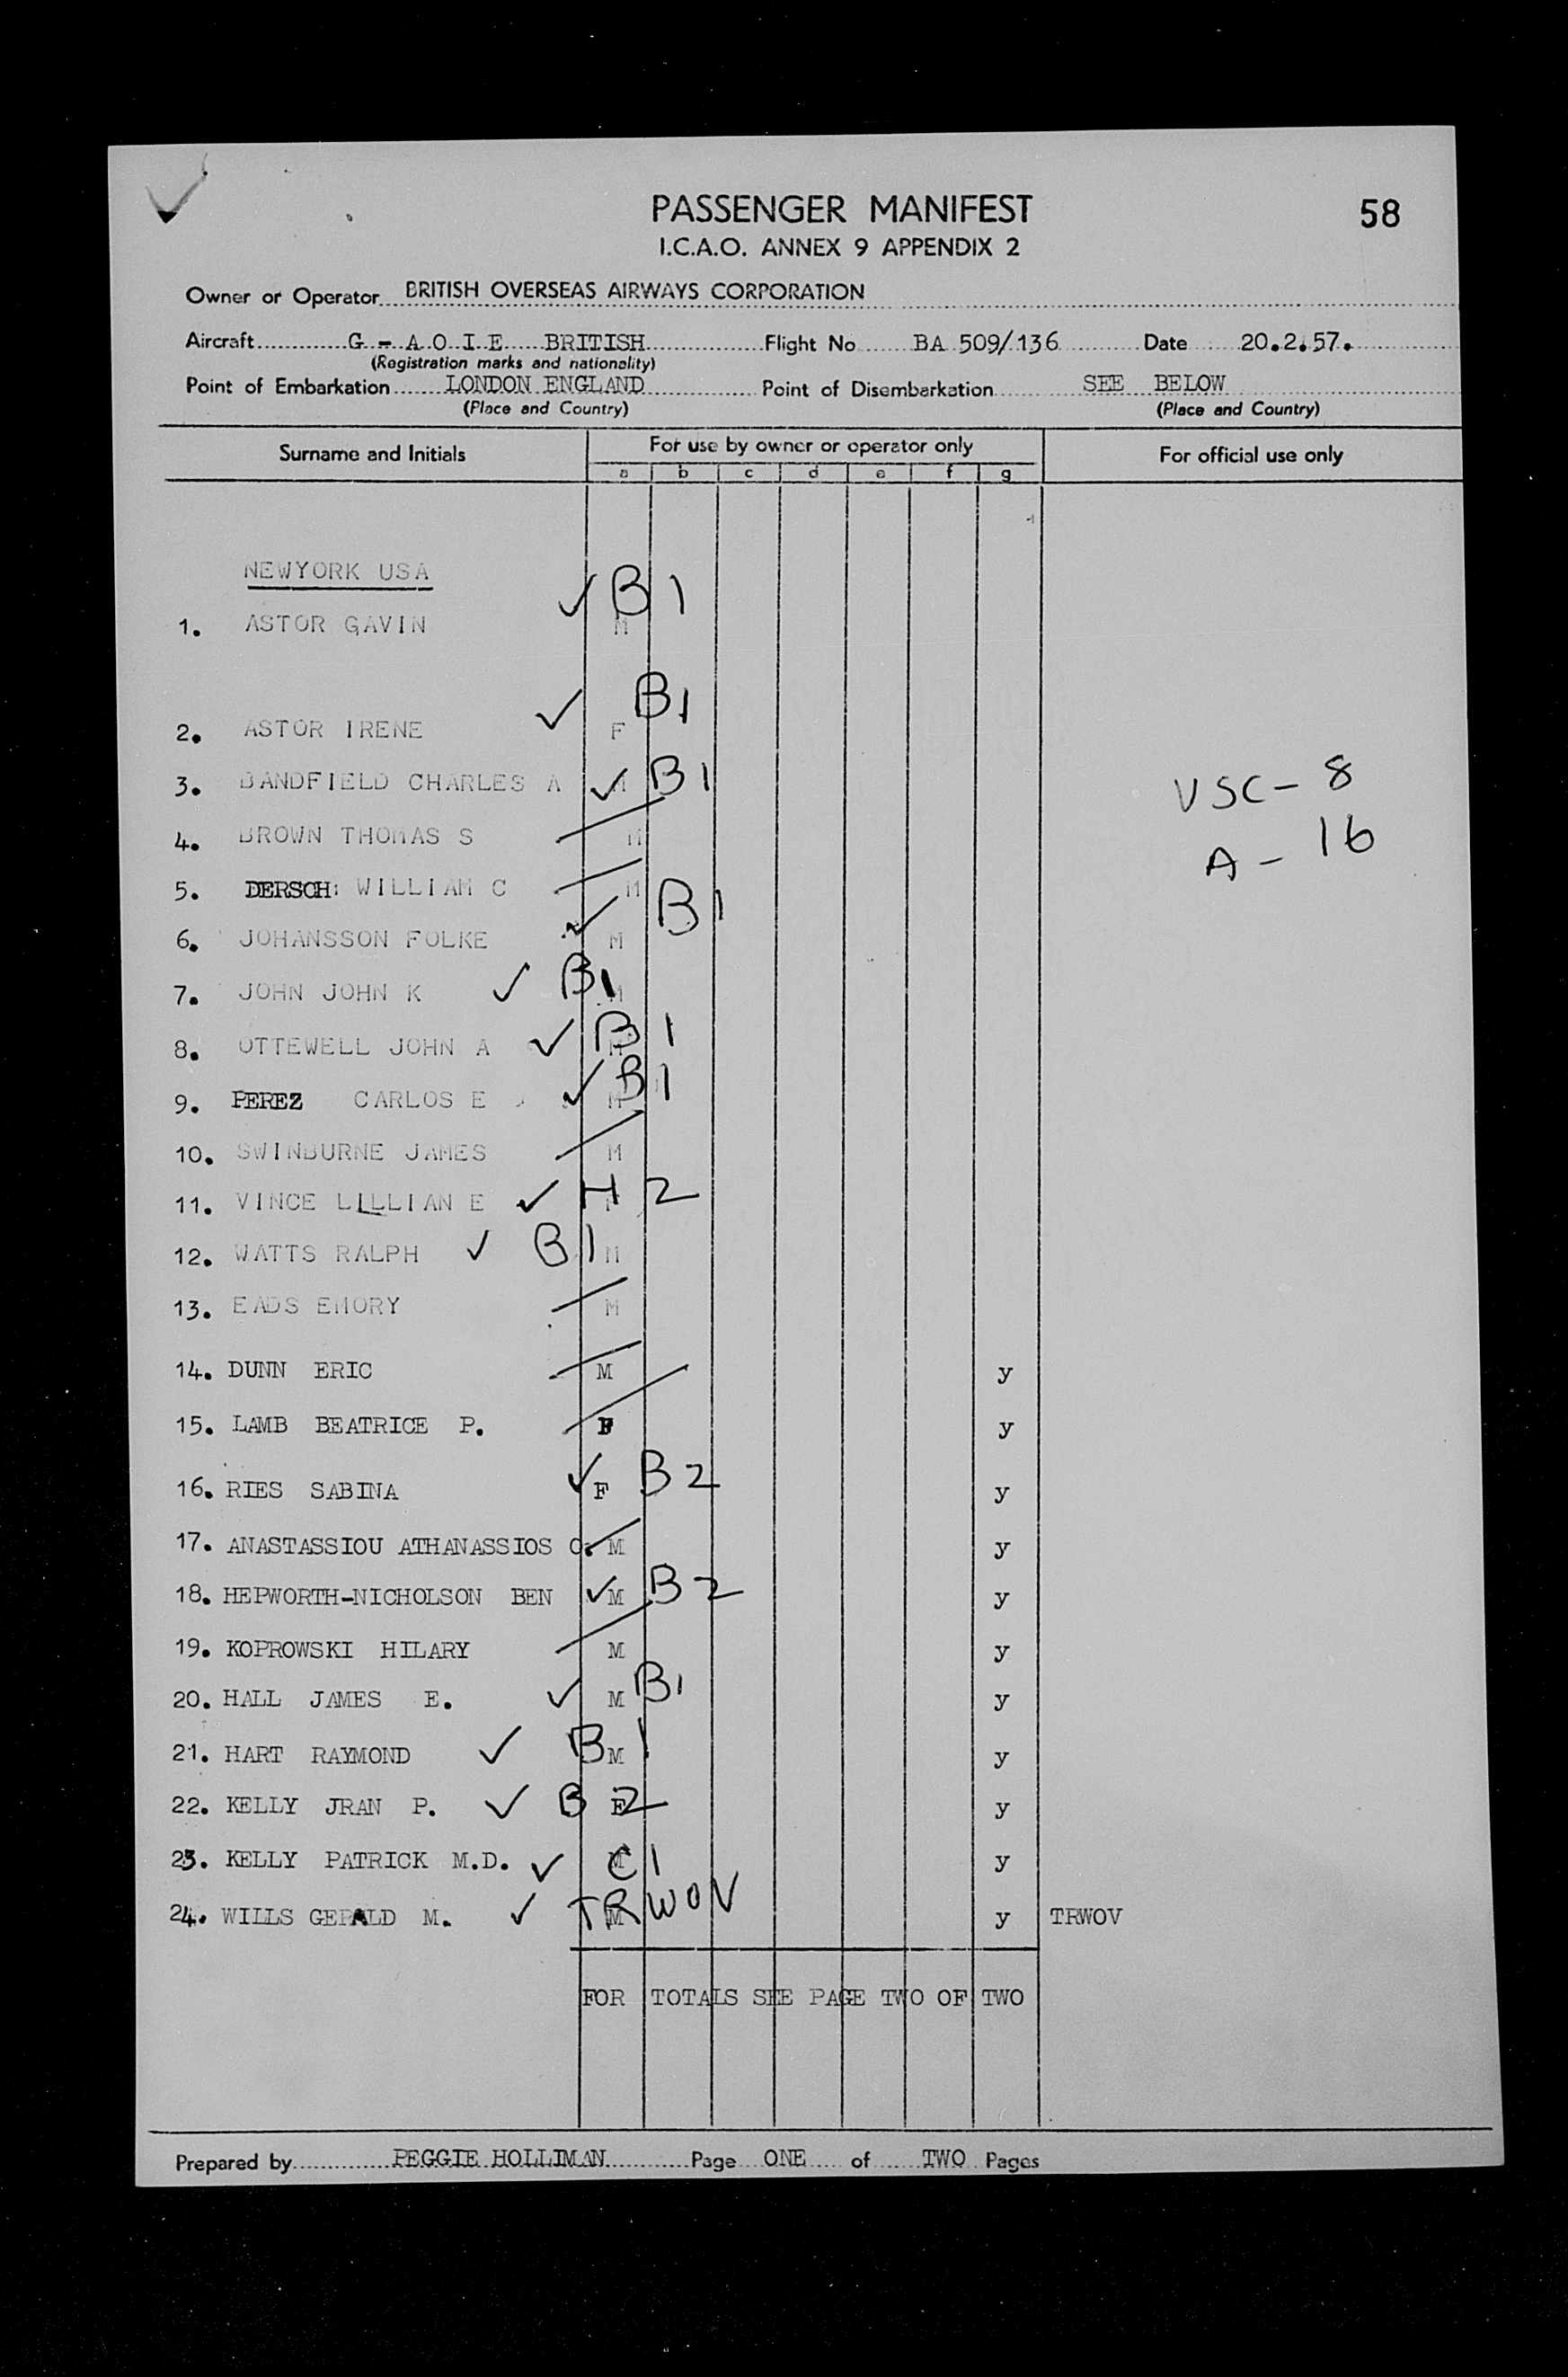 PASSENGER MANIFEST 58
I.C.A.O. ANNEX 9 APPENDIX 2
Owner or Operator BRITISH OVERSEAS AIRWAYS CORPORATION
Aircraft G - A O I E BRITISH Flight No BA 509/136 Date 20.2.57.
(Registration marks and nationality)
Point of Embarkation LONDON ENGLAND Point of Disembarkation SEE BELOW
(Place and Country) (Place and Country)
Surname and Initials For use by owner or operator only For official use only
a b c d e f g
NEWYORK USA
1. ASTOR GAVIN ✓ M B1
2. ASTOR IRENE ✓ F B1
3. BANDFIELD CHARLES A ✓ M B1
VSC - 8
4. BROWN THOMAS S M
A - 16
5. DERSCH WILLIAM C M
6. JOHANSSON FOLKE ✓ M B1
7. JOHN JOHN K ✓ B1 M
8. OTTEWELL JOHN A ✓ M B1
9. PEREZ CARLOS E ✓ M B1
10. SWINBURNE JAMES M
11. VINCE LILLIAN E ✓ H 2
12. WATTS RALPH ✓ B1 M
13. EADS EMORY M
14. DUNN ERIC M y
15. LAMB BEATRICE P. F y
16. RIES SABINA ✓ F B2 y
17. ANASTASSIOU ATHANASSIOS C. M y
18. HEPWORTH-NICHOLSON BEN ✓ M B2 y
19. KOPROWSKI HILARY M y
20. HALL JAMES E. ✓ M B1 y
21. HART RAYMOND ✓ B M 1 y
22. KELLY JRAN P. ✓ B F 2 y
23. KELLY PATRICK M.D. ✓ M C1 y
24. WILLS GERALD M. ✓ M TRWOV y TRWOV
FOR TOTALS SEE PAGE TWO OF TWO
Prepared by PEGGIE HOLLIMAN Page ONE of TWO Pages